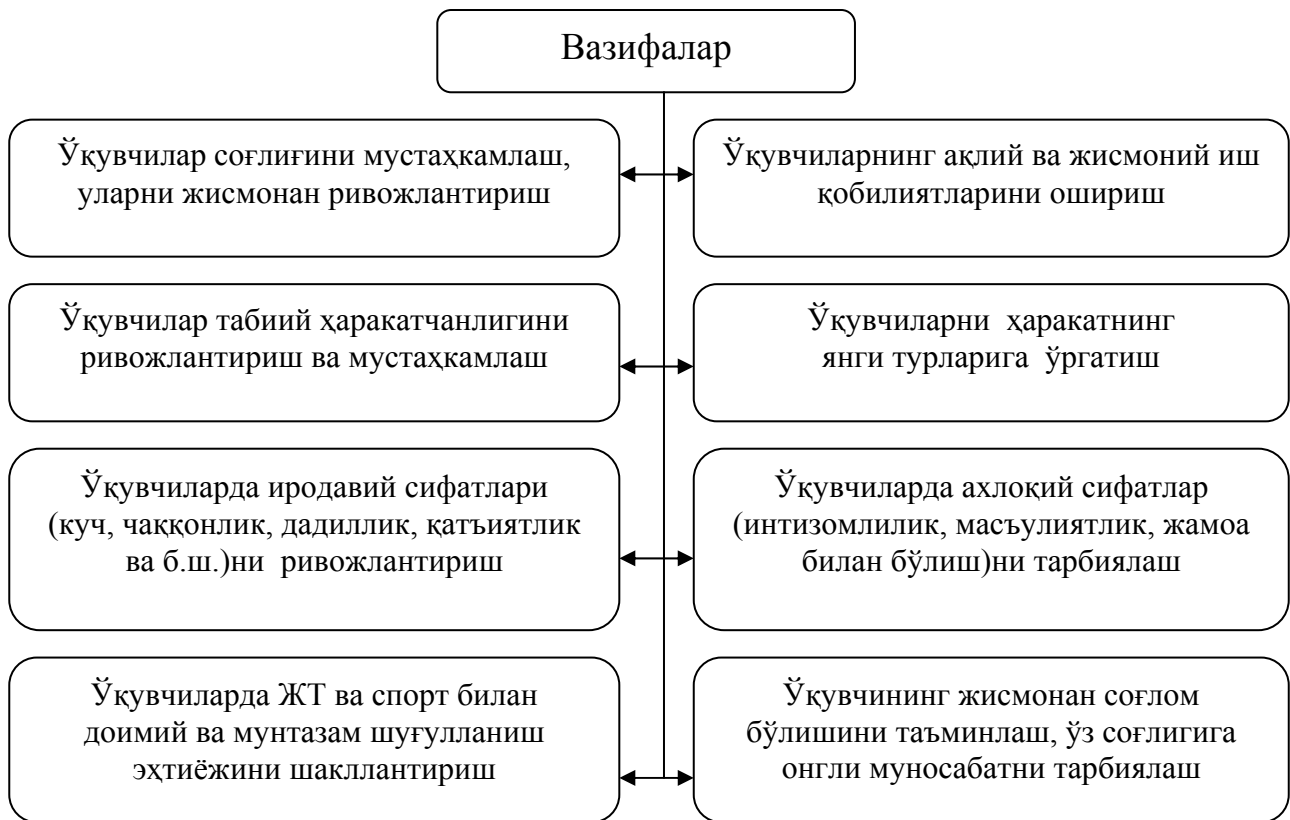 Вазифалар
Ўқувчилар соғлиғини мустаҳкамлаш,
уларни жисмонан ривожлантириш
Ўқувчиларнинг ақлий ва жисмоний иш
қобилиятларини ошириш
Ўқувчилар табиий ҳаракатчанлигини
ривожлантириш ва мустаҳкамлаш
Ўқувчиларни ҳаракатнинг
янги турларига ўргатиш
Ўқувчиларда иродавий сифатлари
(куч, чаққонлик, дадиллик, қатъиятлик
ва б.ш.)ни ривожлантириш
Ўқувчиларда ахлоқий сифатлар
(интизомлилик, масъулиятлик, жамоа
билан бўлиш)ни тарбиялаш
Ўқувчиларда ЖТ ва спорт билан
доимий ва мунтазам шуғулланиш
эҳтиёжини шакллантириш
Ўқувчининг жисмонан соғлом
бўлишини таъминлаш, ўз соғлигига
онгли муносабатни тарбиялаш